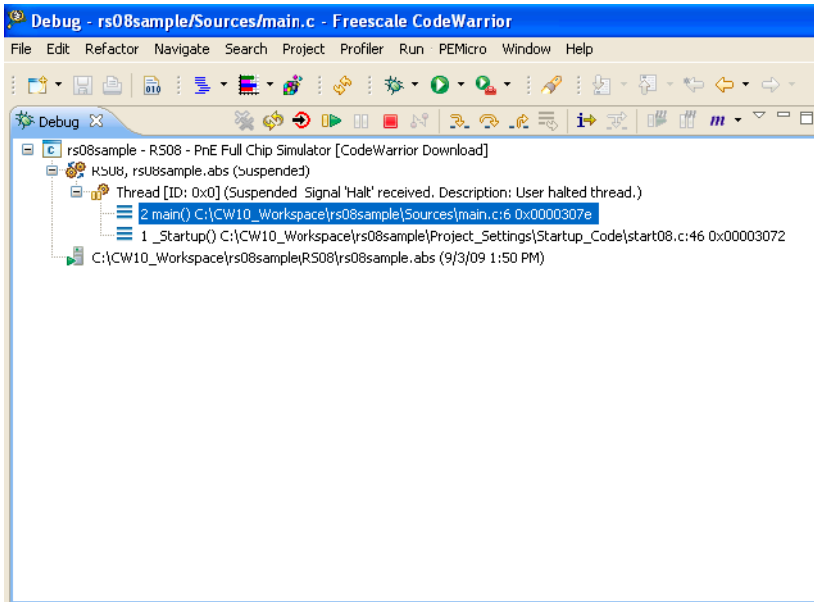 Debug - rs08sample/Sources/main.c - Freescale CodeWarrior
File Edit Refactor Navigate Search Project Profiler Run PEMicro Window Help
Debug
rs08sample - RS08 - PnE Full Chip Simulator [CodeWarrior Download]
RS08, rs08sample.abs (Suspended)
Thread [ID: 0x0] (Suspended Signal 'Halt' received. Description: User halted thread.)
2 main() C:\CW10_Workspace\rs08sample\Sources\main.c:6 0x0000307e
1 _Startup() C:\CW10_Workspace\rs08sample\Project_Settings\Startup_Code\start08.c:46 0x00003072
C:\CW10_Workspace\rs08sample\RS08\rs08sample.abs (9/3/09 1:50 PM)